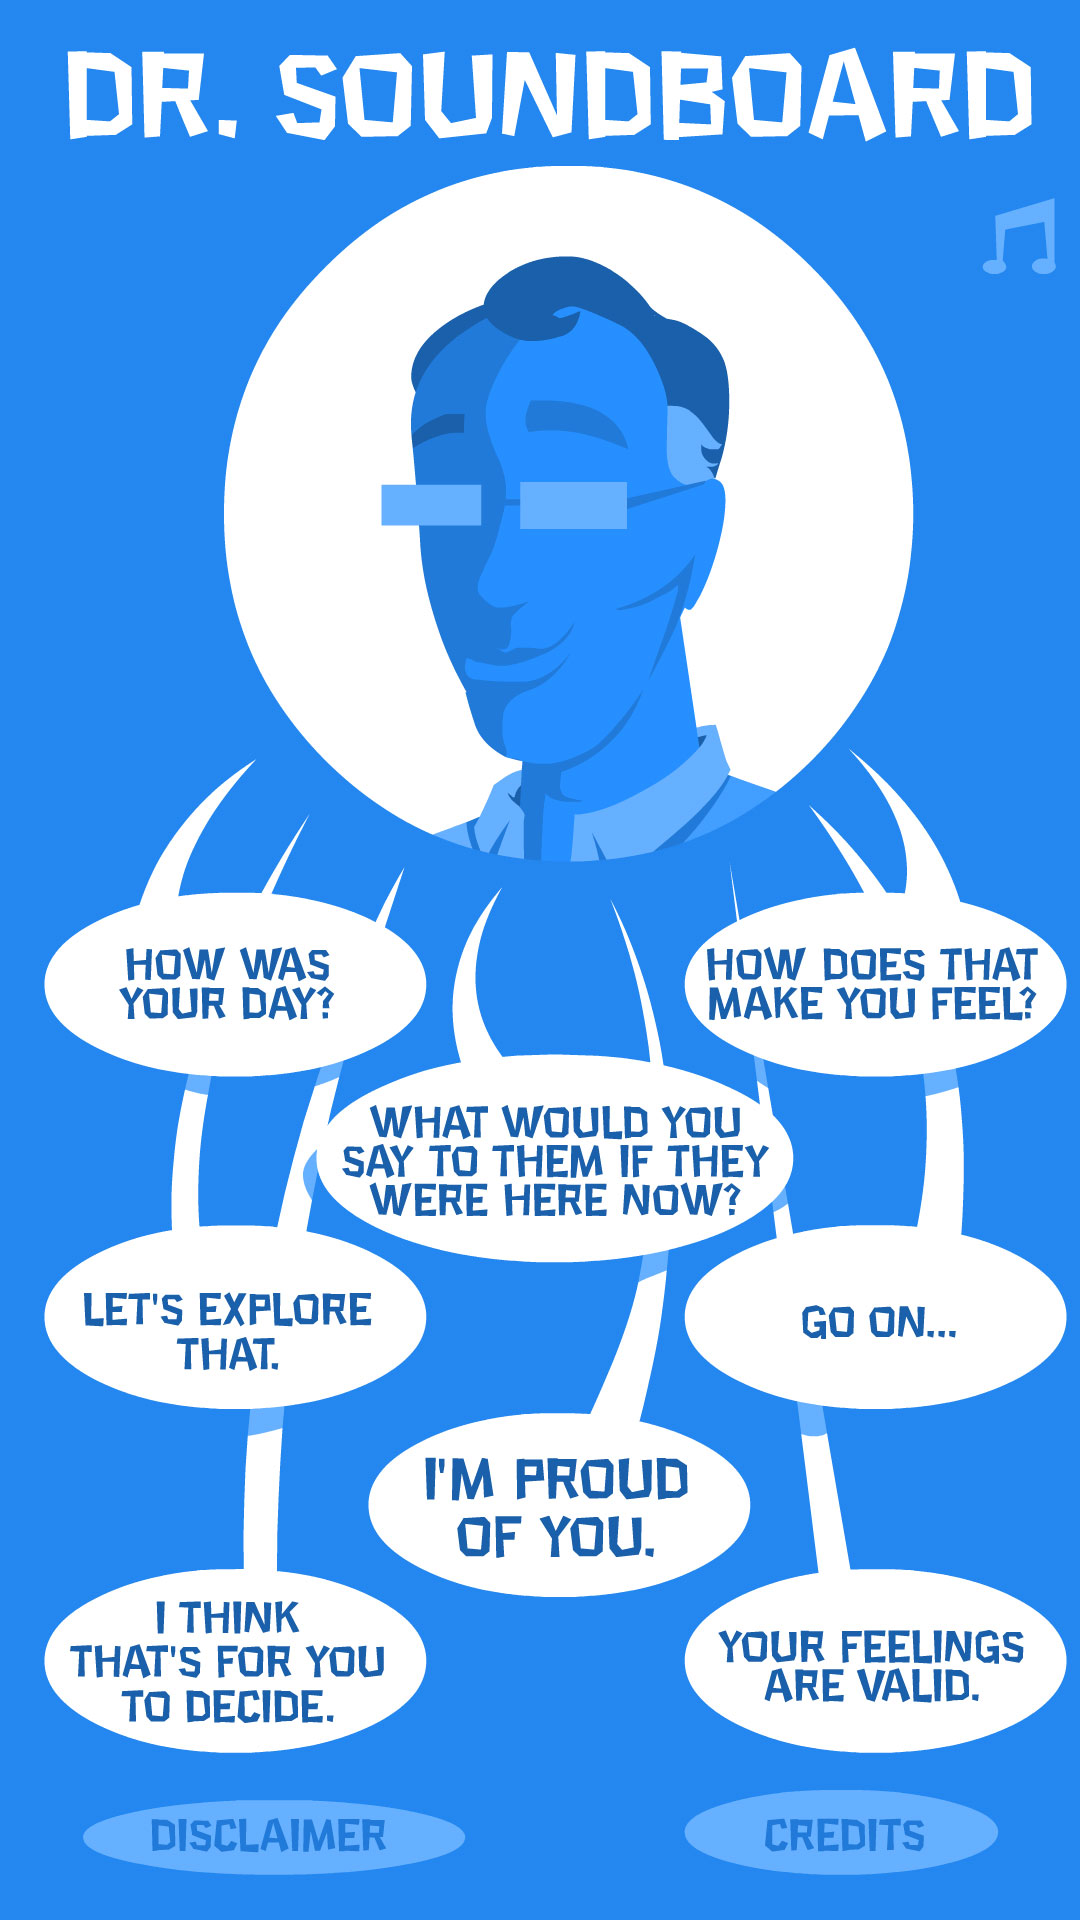 DR. SOUNDBOARD
HOW WAS
YOUR DAY?
HOW DOES THAT
MAKE YOU FEEL?
WHAT WOULD YOU
SAY TO THEM IF THEY
WERE HERE NOW?
LET'S EXPLORE
THAT.
GO ON...
I'M PROUD
OF YOU.
I THINK
THAT'S FOR YOU
TO DECIDE.
YOUR FEELINGS
ARE VALID.
DISCLAIMER
CREDITS